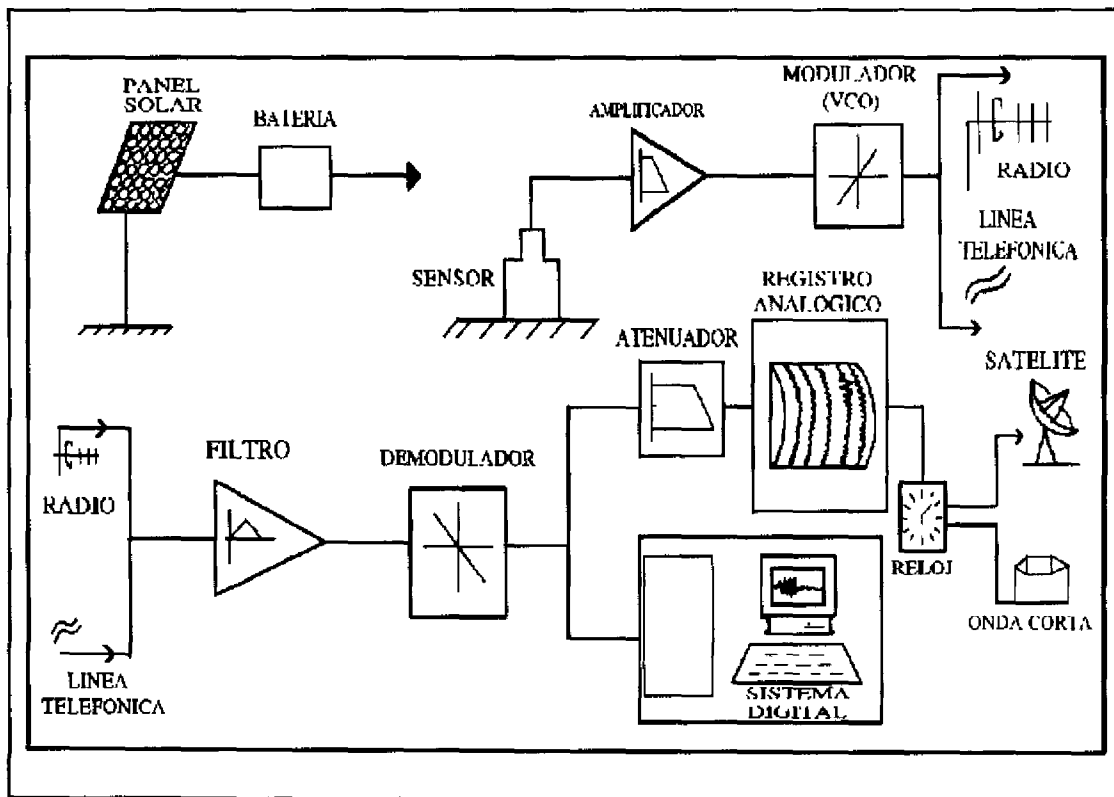 PANEL
SOLAR
BATERIA
AMPLIFICADOR
MODULADOR
(VCO)
RADIO
LINEA
TELEFONICA
SENSOR
REGISTRO
ANALOGICO
ATENUADOR
SATELITE
FILTRO
DEMODULADOR
RADIO
RELOJ
ONDA CORTA
LINEA
TELEFONICA
SISTEMA
DIGITAL